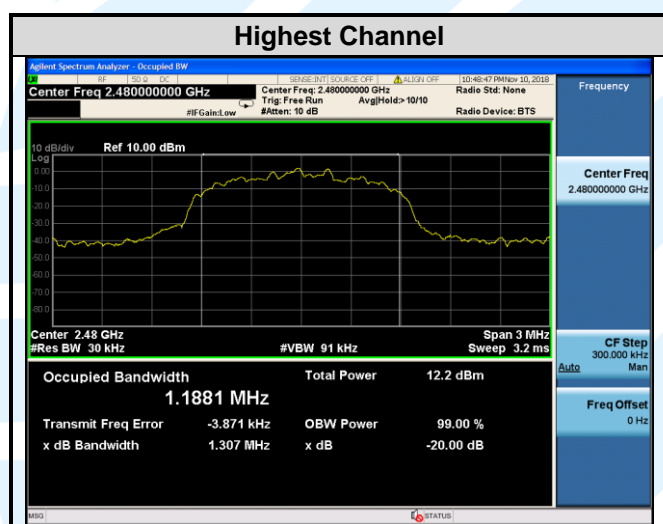 Highest Channel
Agilent Spectrum Analyzer - Occupied BW
LXI RF 50 Ω DC SENSE:INT SOURCE OFF ALIGN OFF 10:48:47 PM Nov 10, 2018
Center Freq 2.480000000 GHz Center Freq: 2.480000000 GHz Radio Std: None
Trig: Free Run Avg|Hold:> 10/10
#IFGain:Low #Atten: 10 dB Radio Device: BTS
10 dB/div Ref 10.00 dBm
Log
0.00
-10.0
-20.0
-30.0
-40.0
-50.0
-60.0
-70.0
-80.0
Center 2.48 GHz Span 3 MHz
#Res BW 30 kHz #VBW 91 kHz Sweep 3.2 ms
Occupied Bandwidth Total Power 12.2 dBm
1.1881 MHz
Transmit Freq Error -3.871 kHz OBW Power 99.00 %
x dB Bandwidth 1.307 MHz x dB -20.00 dB
MSG STATUS
Frequency
Center Freq
2.480000000 GHz
CF Step
300.000 kHz
Auto Man
Freq Offset
0 Hz